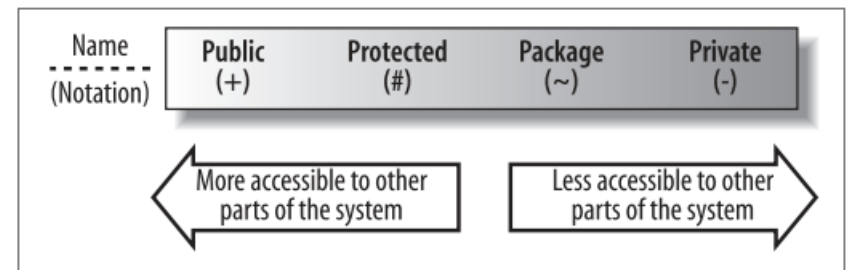 Name
(Notation)
Public Protected Package Private
(+) (#) (~) (-)
More accessible to other
parts of the system
Less accessible to other
parts of the system